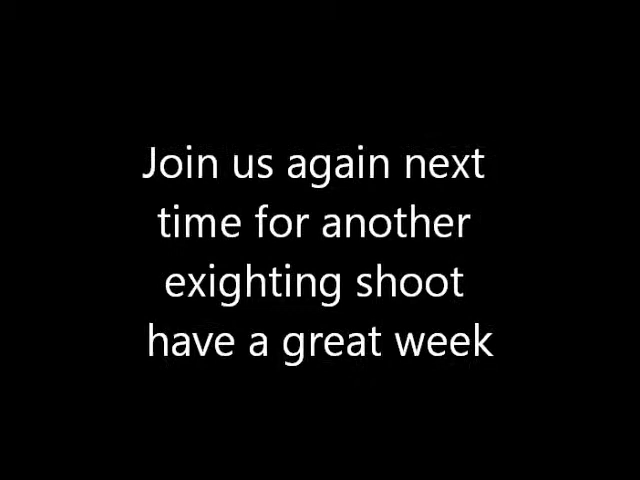 Join us again next
time for another
exighting shoot
have a great week